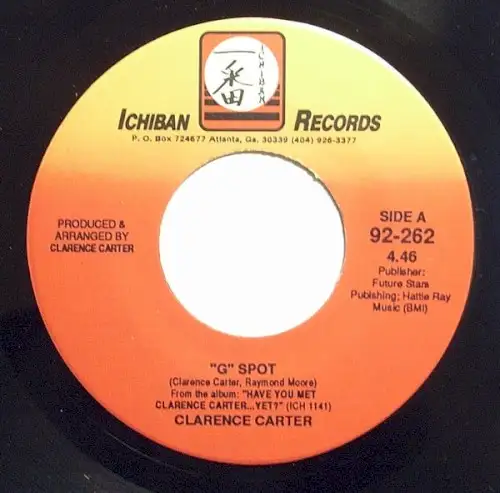 一番
ICHIBAN
ICHIBAN RECORDS
P. O. Box 724677 Atlanta, Ga. 30339 (404) 926-3377
PRODUCED &
ARRANGED BY
CLARENCE CARTER
SIDE A
92-262
4.46
Publisher:
Future Stars
Publishing; Hattie Ray
Music (BMI)
"G" SPOT
(Clarence Carter, Raymond Moore)
From the album: "HAVE YOU MET
CLARENCE CARTER...YET?" (ICH 1141)
CLARENCE CARTER